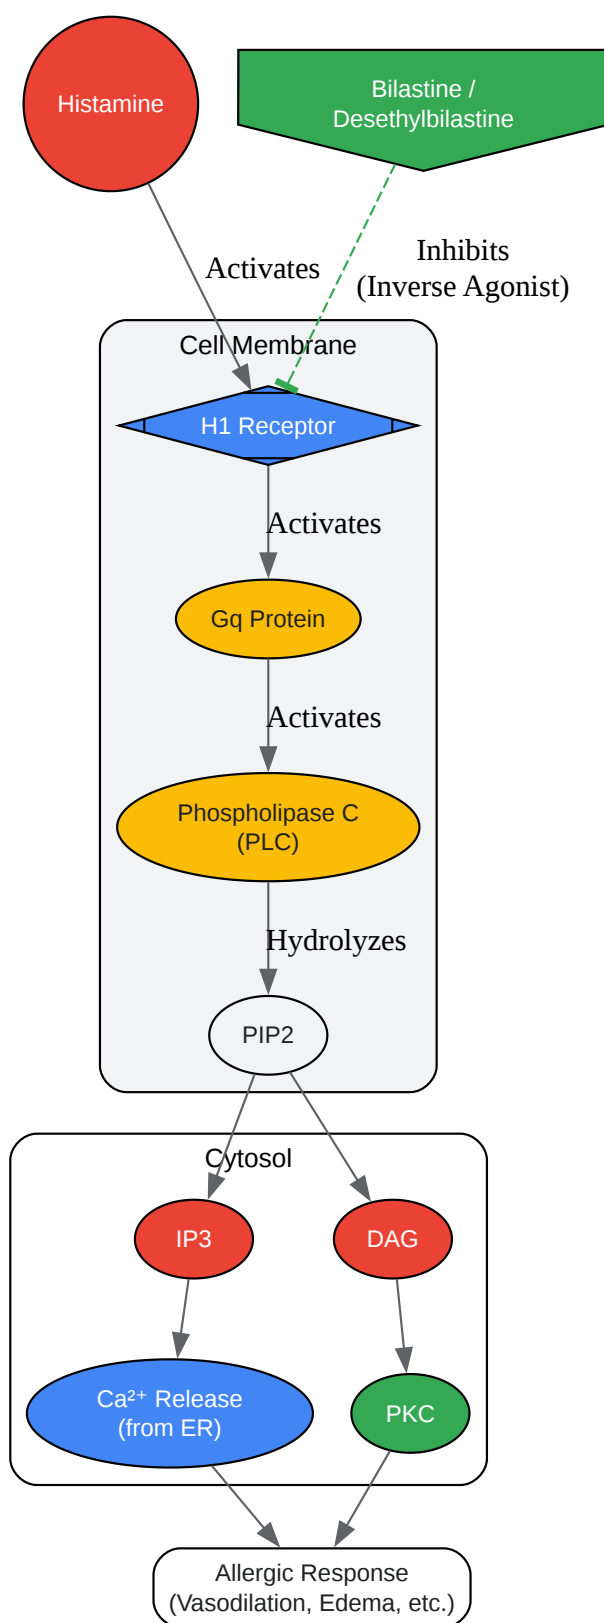 Histamine
Bilastine /
Desethylbilastine
Activates
Inhibits
(Inverse Agonist)
Cell Membrane
H1 Receptor
Activates
Gq Protein
Activates
Phospholipase C
(PLC)
Hydrolyzes
PIP2
Cytosol
IP3
DAG
Ca²⁺ Release
(from ER)
PKC
Allergic Response
(Vasodilation, Edema, etc.)